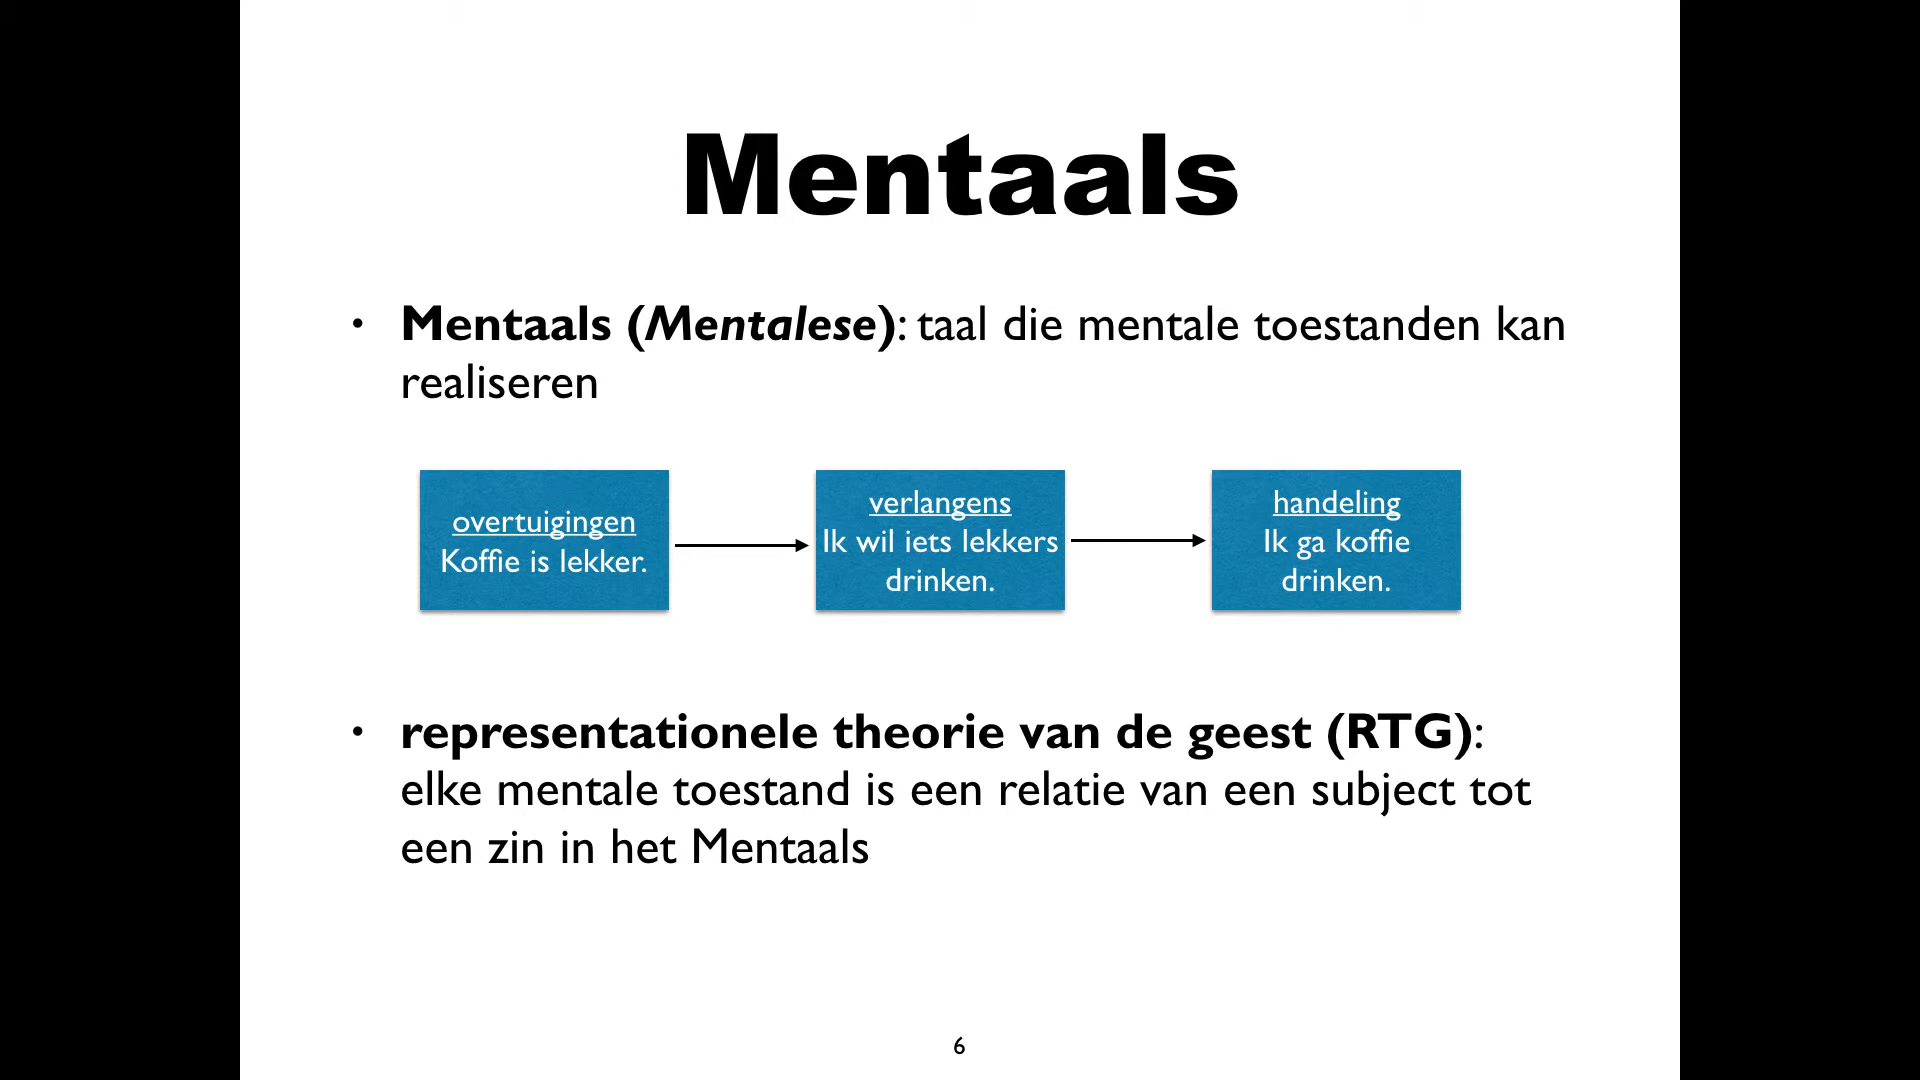 Mentaals
• Mentaals (Mentalese): taal die mentale toestanden kan
realiseren
overtuigingen
Koffie is lekker.
verlangens
Ik wil iets lekkers
drinken.
handeling
Ik ga koffie
drinken.
• representationele theorie van de geest (RTG):
elke mentale toestand is een relatie van een subject tot
een zin in het Mentaals
6